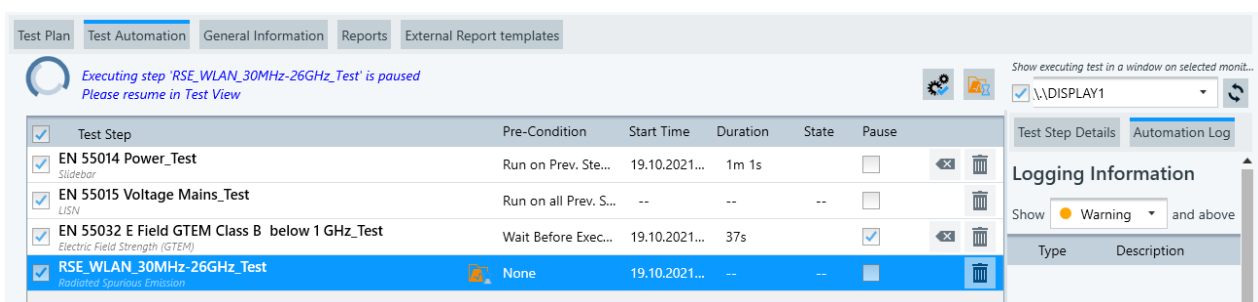 Test Plan Test Automation General Information Reports External Report templates
Executing step 'RSE_WLAN_30MHz-26GHz_Test' is paused
Please resume in Test View
Show executing test in a window on selected monit...
\\.\DISPLAY1
Test Step Pre-Condition Start Time Duration State Pause
EN 55014 Power_Test Run on Prev. Ste... 19.10.2021... 1m 1s
Slidebar
EN 55015 Voltage Mains_Test Run on all Prev. S... -- -- --
LISN
EN 55032 E Field GTEM Class B below 1 GHz_Test Wait Before Exec... 19.10.2021... 37s
Electric Field Strength (GTEM)
RSE_WLAN_30MHz-26GHz_Test None 19.10.2021... -- --
Radiated Spurious Emission
Test Step Details Automation Log
Logging Information
Show Warning and above
Type Description